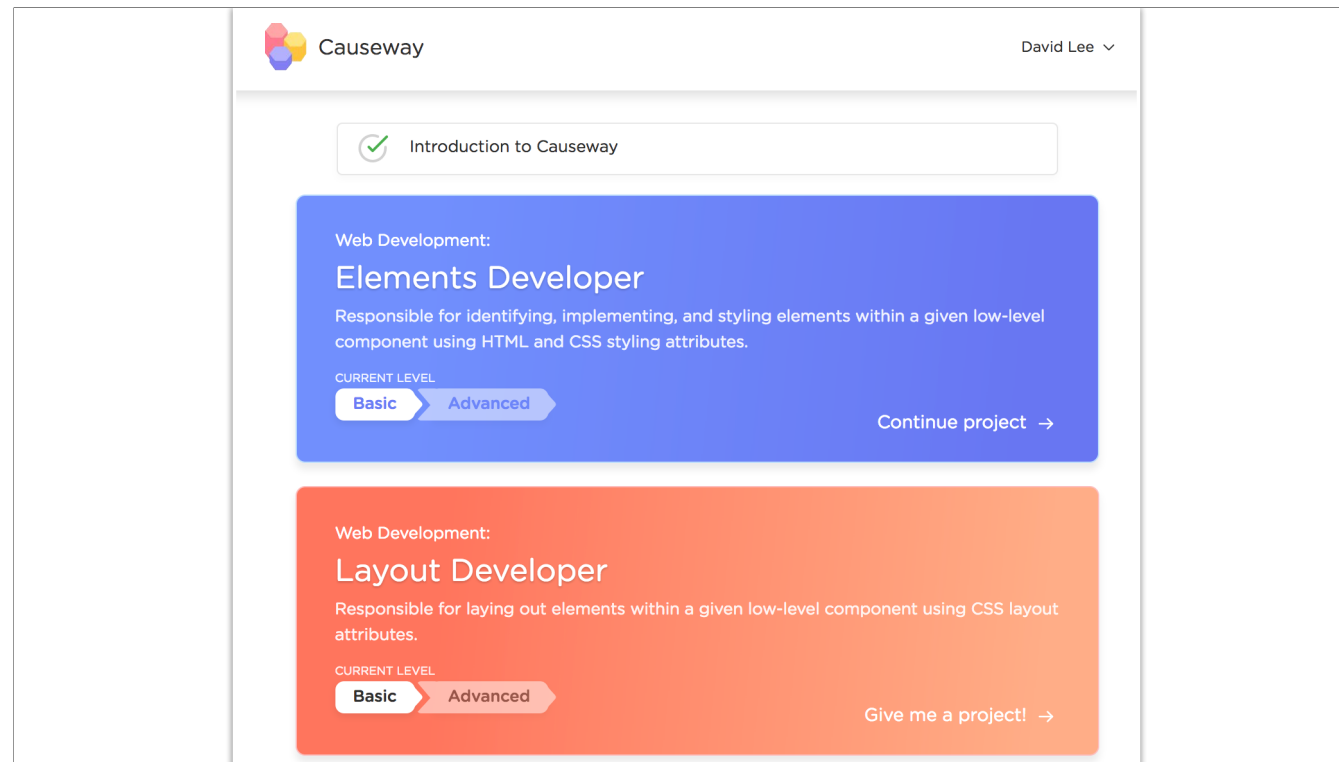 Causeway
David Lee
Introduction to Causeway
Web Development:
Elements Developer
Responsible for identifying, implementing, and styling elements within a given low-level
component using HTML and CSS styling attributes.
CURRENT LEVEL
Basic
Advanced
Continue project →
Web Development:
Layout Developer
Responsible for laying out elements within a given low-level component using CSS layout
attributes.
CURRENT LEVEL
Basic
Advanced
Give me a project! →